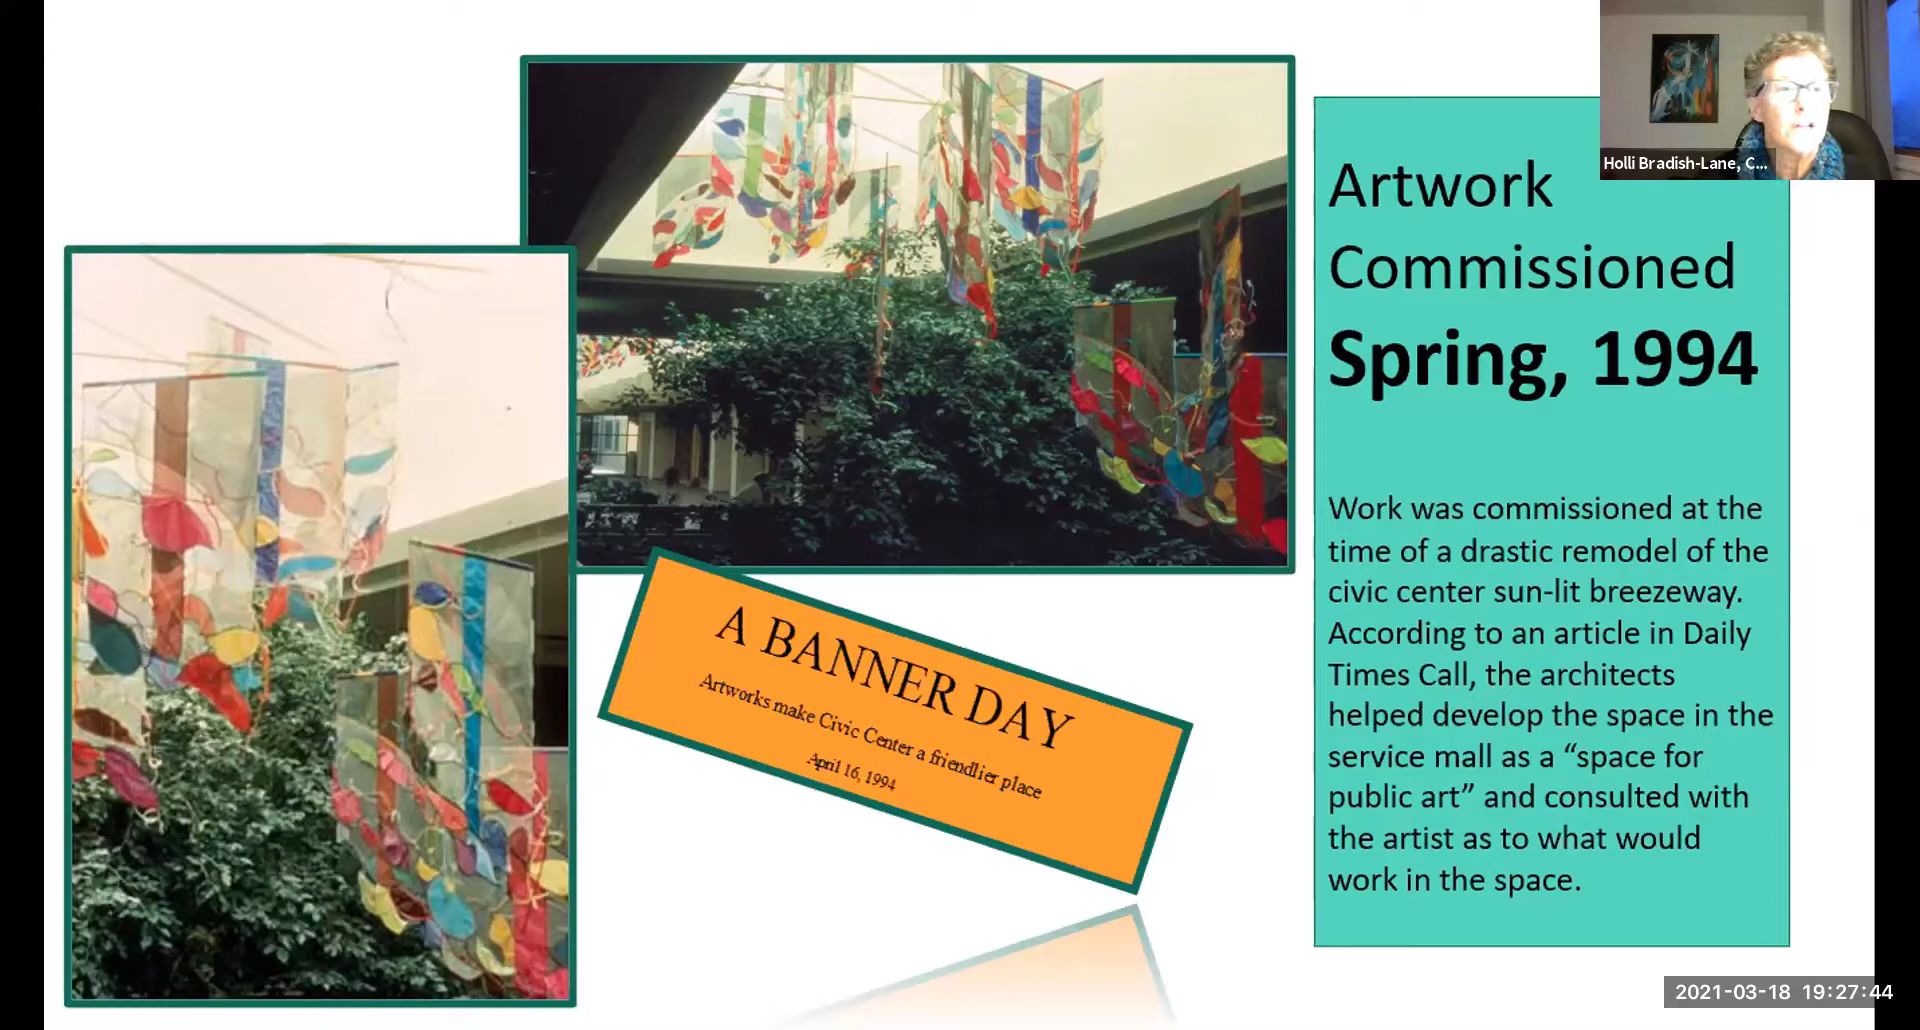 Holli Bradish-Lane, C...
Artwork
Commissioned
Spring, 1994
Work was commissioned at the
time of a drastic remodel of the
civic center sun-lit breezeway.
According to an article in Daily
Times Call, the architects
helped develop the space in the
service mall as a “space for
public art” and consulted with
the artist as to what would
work in the space.
A BANNER DAY
Artworks make Civic Center a friendlier place
April 16, 1994
2021-03-18 19:27:44